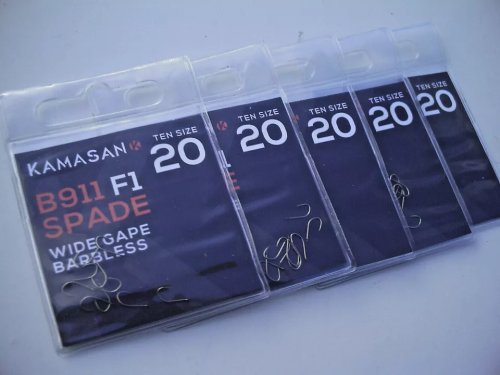 KAMASAN K
TEN SIZE
20
B911 F1
SPADE
WIDE GAPE
BARBLESS
TEN SIZE
20
1
TEN SIZE
20
TEN SIZE
20
TEN SIZE
20